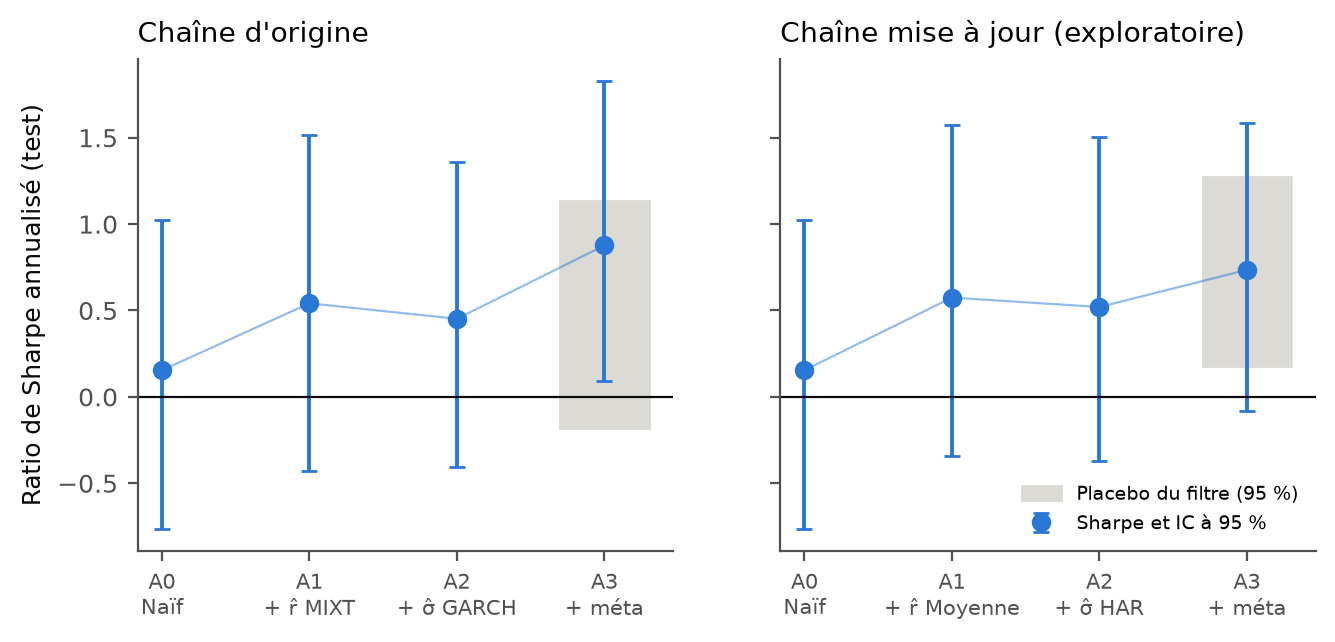 Chaîne d'origine
Chaîne mise à jour (exploratoire)
Ratio de Sharpe annualisé (test)
1.5
1.0
0.5
0.0
−0.5
Placebo du filtre (95 %)
Sharpe et IC à 95 %
A0
Naïf
A1
+ r̂ MIXT
A2
+ σ̂ GARCH
A3
+ méta
A0
Naïf
A1
+ r̂ Moyenne
A2
+ σ̂ HAR
A3
+ méta